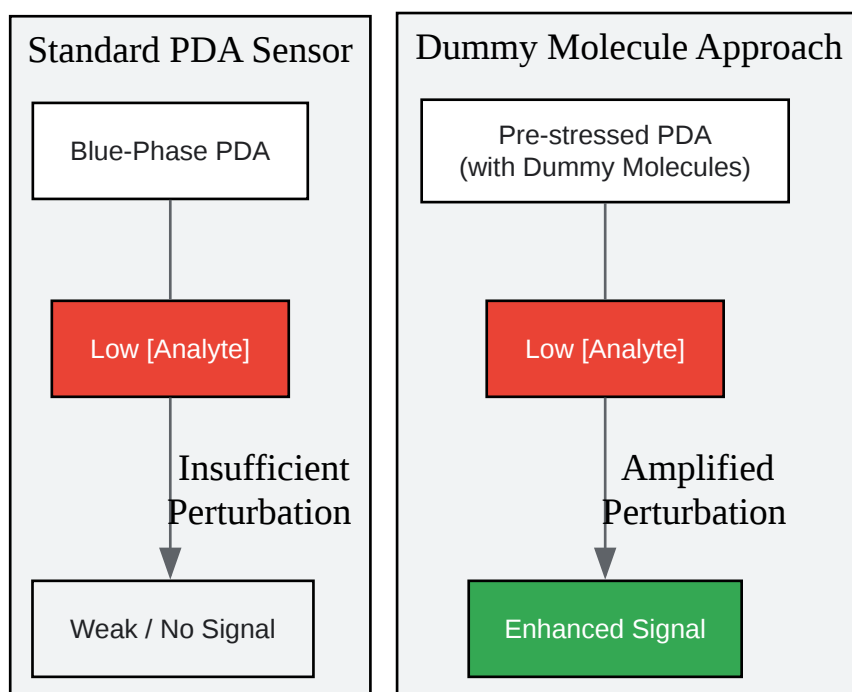 Standard PDA Sensor
Blue-Phase PDA
Low [Analyte]
Insufficient
Perturbation
Weak / No Signal
Dummy Molecule Approach
Pre-stressed PDA
(with Dummy Molecules)
Low [Analyte]
Amplified
Perturbation
Enhanced Signal